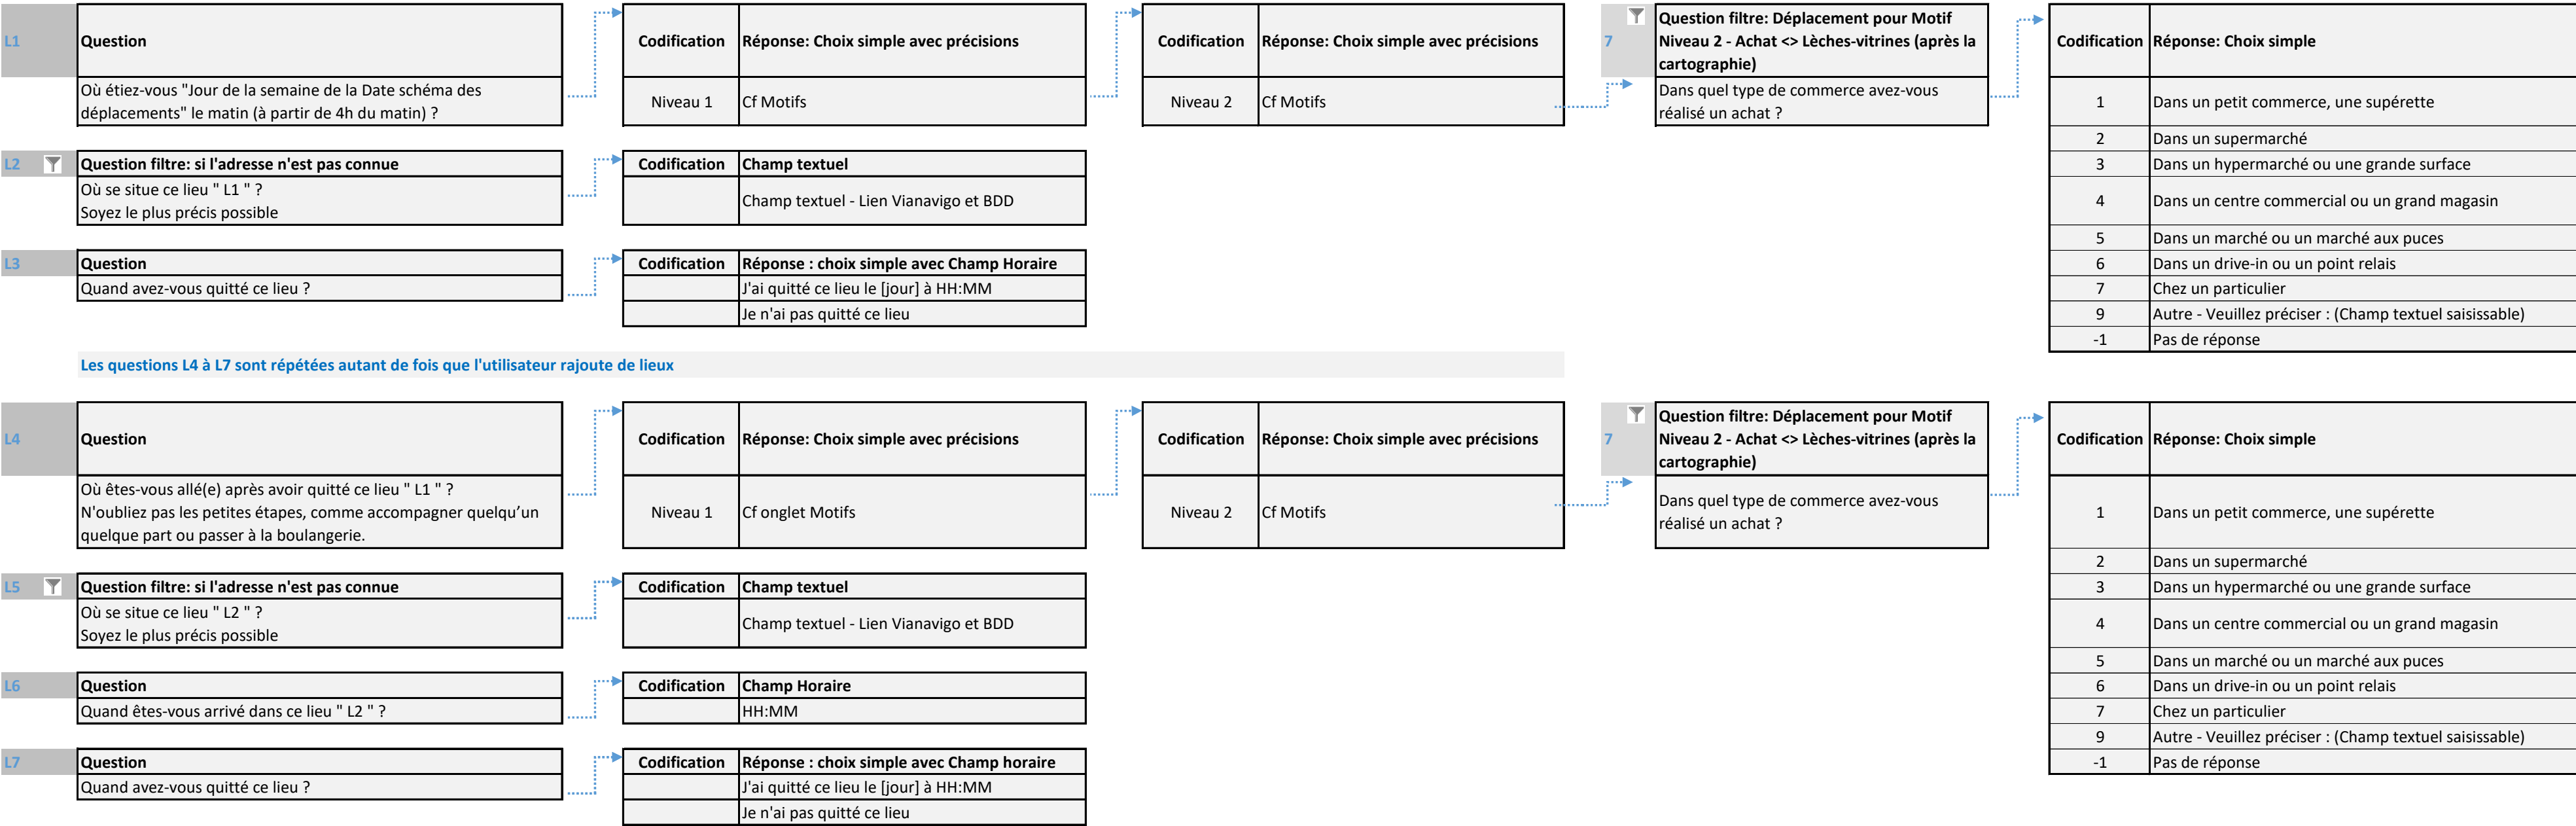 L1
Question
Codification
Réponse: Choix simple avec précisions
Codification
Réponse: Choix simple avec précisions
7
Question filtre: Déplacement pour Motif
Niveau 2 - Achat <> Lèches-vitrines (après la
cartographie)
Codification
Réponse: Choix simple
Où étiez-vous "Jour de la semaine de la Date schéma des
déplacements" le matin (à partir de 4h du matin) ?
Niveau 1
Cf Motifs
Niveau 2
Cf Motifs
Dans quel type de commerce avez-vous
réalisé un achat ?
1
Dans un petit commerce, une supérette
2
Dans un supermarché
3
Dans un hypermarché ou une grande surface
4
Dans un centre commercial ou un grand magasin
5
Dans un marché ou un marché aux puces
6
Dans un drive-in ou un point relais
7
Chez un particulier
9
Autre - Veuillez préciser : (Champ textuel saisissable)
-1
Pas de réponse
L2
Question filtre: si l'adresse n'est pas connue
Codification
Champ textuel
Où se situe ce lieu " L1 " ?
Soyez le plus précis possible
Champ textuel - Lien Vianavigo et BDD
L3
Question
Codification
Réponse : choix simple avec Champ Horaire
Quand avez-vous quitté ce lieu ?
J'ai quitté ce lieu le [jour] à HH:MM
Je n'ai pas quitté ce lieu
Les questions L4 à L7 sont répétées autant de fois que l'utilisateur rajoute de lieux
L4
Question
Codification
Réponse: Choix simple avec précisions
Codification
Réponse: Choix simple avec précisions
7
Question filtre: Déplacement pour Motif
Niveau 2 - Achat <> Lèches-vitrines (après la
cartographie)
Codification
Réponse: Choix simple
Où êtes-vous allé(e) après avoir quitté ce lieu " L1 " ?
N'oubliez pas les petites étapes, comme accompagner quelqu'un
quelque part ou passer à la boulangerie.
Niveau 1
Cf onglet Motifs
Niveau 2
Cf Motifs
Dans quel type de commerce avez-vous
réalisé un achat ?
1
Dans un petit commerce, une supérette
2
Dans un supermarché
3
Dans un hypermarché ou une grande surface
4
Dans un centre commercial ou un grand magasin
5
Dans un marché ou un marché aux puces
6
Dans un drive-in ou un point relais
7
Chez un particulier
9
Autre - Veuillez préciser : (Champ textuel saisissable)
-1
Pas de réponse
L5
Question filtre: si l'adresse n'est pas connue
Codification
Champ textuel
Où se situe ce lieu " L2 " ?
Soyez le plus précis possible
Champ textuel - Lien Vianavigo et BDD
L6
Question
Codification
Champ Horaire
Quand êtes-vous arrivé dans ce lieu " L2 " ?
HH:MM
L7
Question
Codification
Réponse : choix simple avec Champ horaire
Quand avez-vous quitté ce lieu ?
J'ai quitté ce lieu le [jour] à HH:MM
Je n'ai pas quitté ce lieu